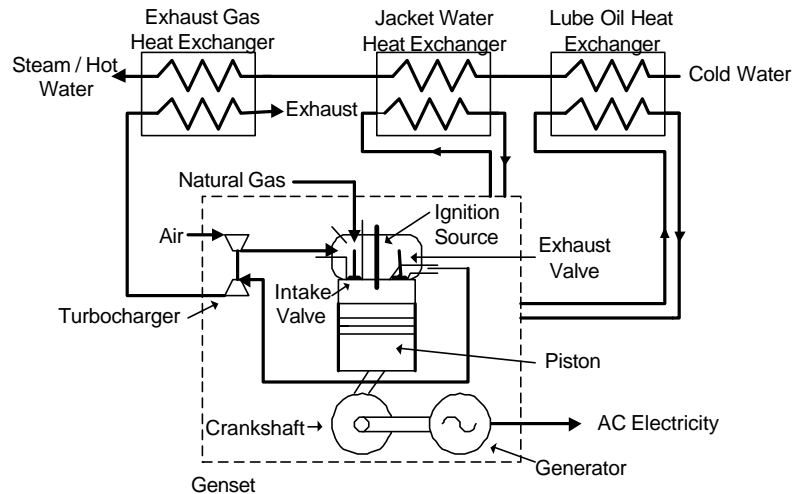 Exhaust Gas
Heat Exchanger
Jacket Water
Heat Exchanger
Lube Oil Heat
Exchanger
Steam / Hot
Water
Cold Water
Exhaust
Natural Gas
Ignition
Source
Air
Exhaust
Valve
Intake
Valve
Turbocharger
Piston
Crankshaft
AC Electricity
Generator
Genset